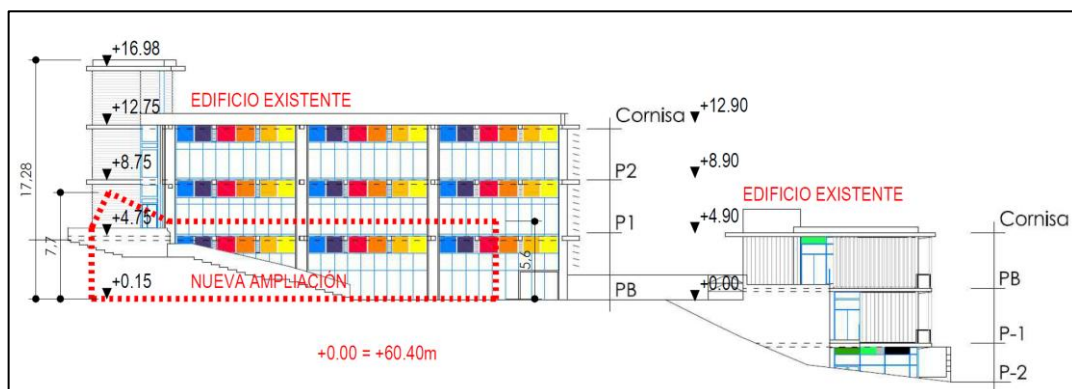 +16.98
EDIFICIO EXISTENTE
+12.75
Cornisa
+12.90
17,28
+8.75
P2
+8.90
EDIFICIO EXISTENTE
+4.75
P1
+4.90
Cornisa
7,7
5,6
+0.15
NUEVA AMPLIACIÓN
PB
+0.00
PB
P-1
+0.00 = +60.40m
P-2